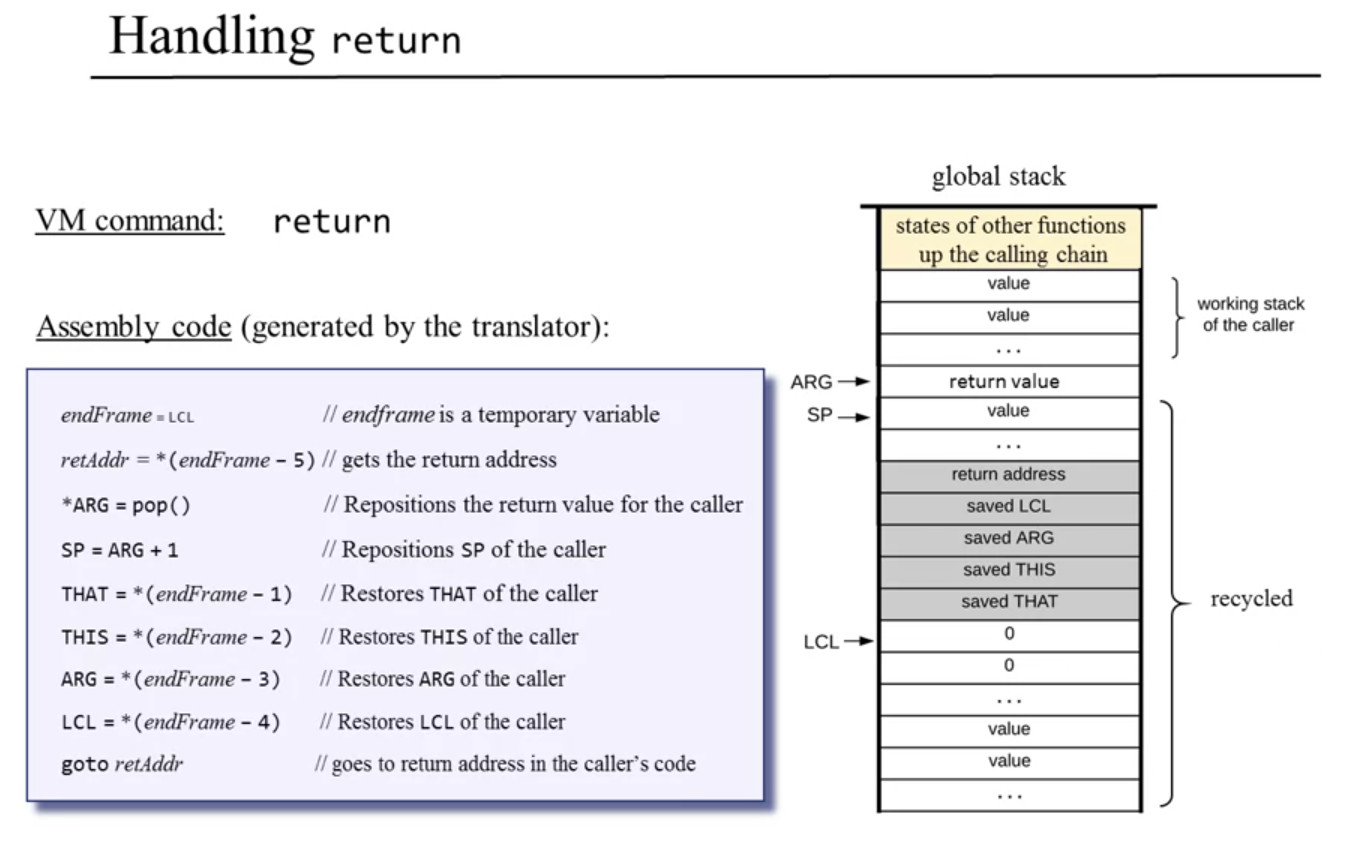 Handling return
VM command: return
Assembly code (generated by the translator):
endFrame = LCL // endframe is a temporary variable
retAddr = *(endFrame – 5) // gets the return address
*ARG = pop() // Repositions the return value for the caller
SP = ARG + 1 // Repositions SP of the caller
THAT = *(endFrame – 1) // Restores THAT of the caller
THIS = *(endFrame – 2) // Restores THIS of the caller
ARG = *(endFrame – 3) // Restores ARG of the caller
LCL = *(endFrame – 4) // Restores LCL of the caller
goto retAddr // goes to return address in the caller's code
global stack
states of other functions
up the calling chain
value
value
...
working stack
of the caller
ARG
return value
SP
value
...
return address
saved LCL
saved ARG
saved THIS
saved THAT
recycled
LCL
0
0
...
value
value
...